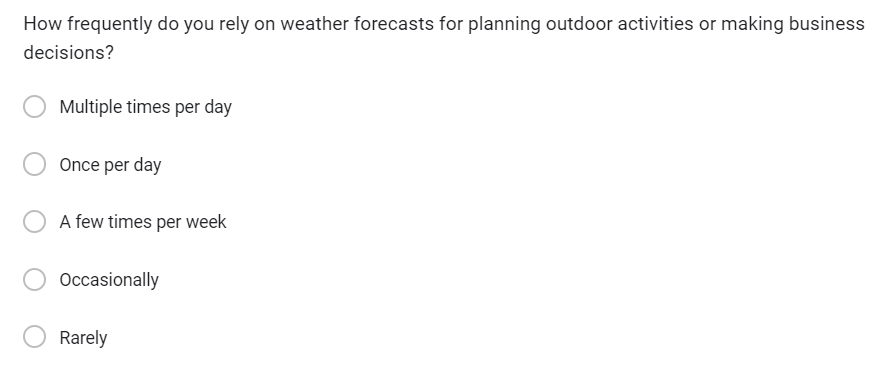 How frequently do you rely on weather forecasts for planning outdoor activities or making business
decisions?
Multiple times per day
Once per day
A few times per week
Occasionally
Rarely